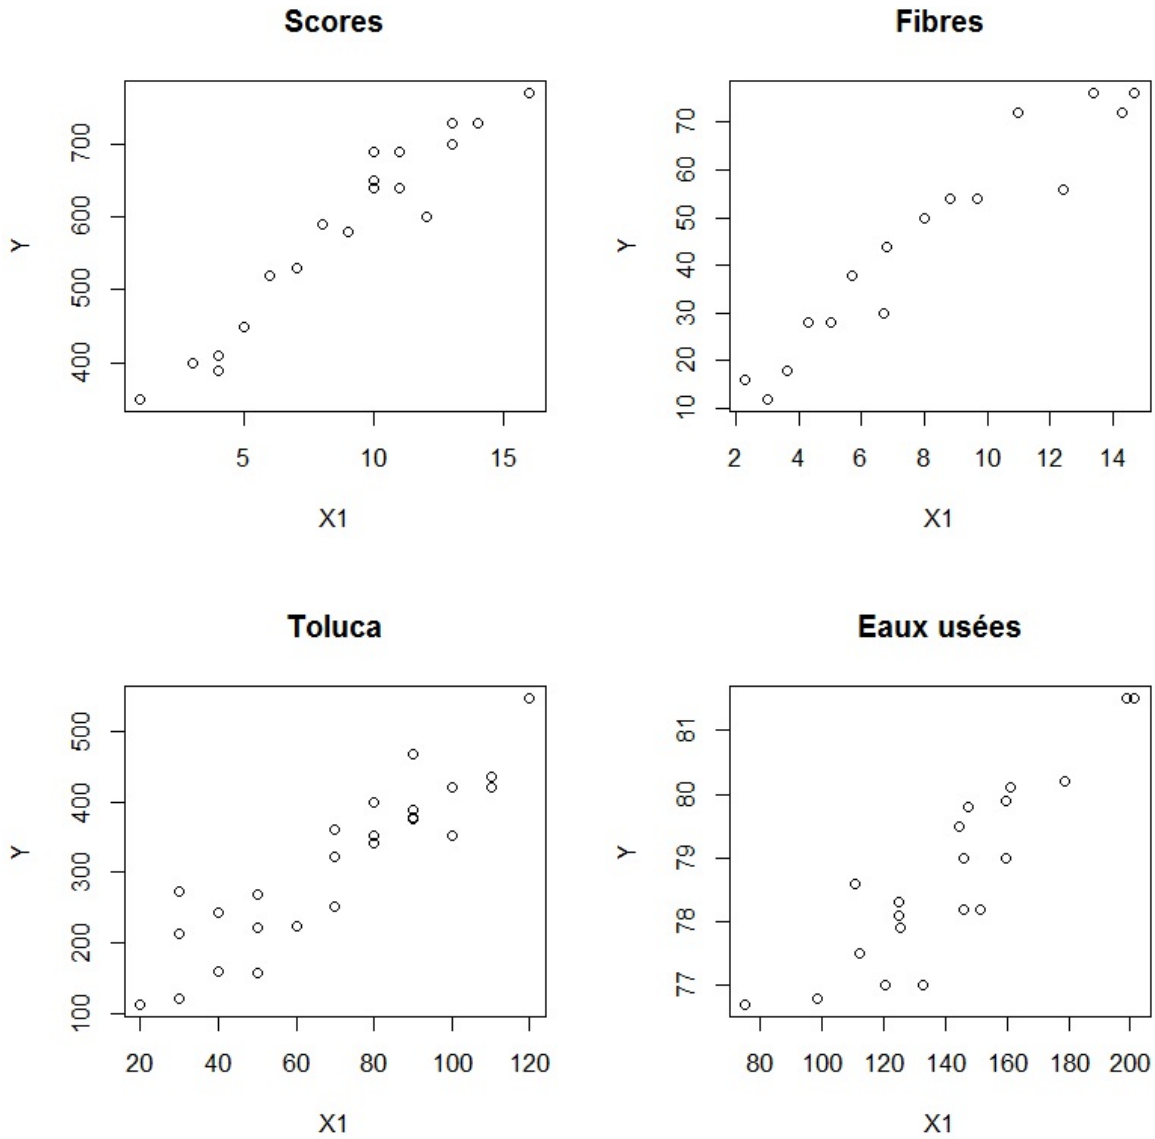 Scores
Y
400 500 600 700
5 10 15
X1
Fibres
Y
10 20 30 40 50 60 70
2 4 6 8 10 12 14
X1
Toluca
Y
100 200 300 400 500
20 40 60 80 100 120
X1
Eaux usées
Y
77 78 79 80 81
80 100 120 140 160 180 200
X1